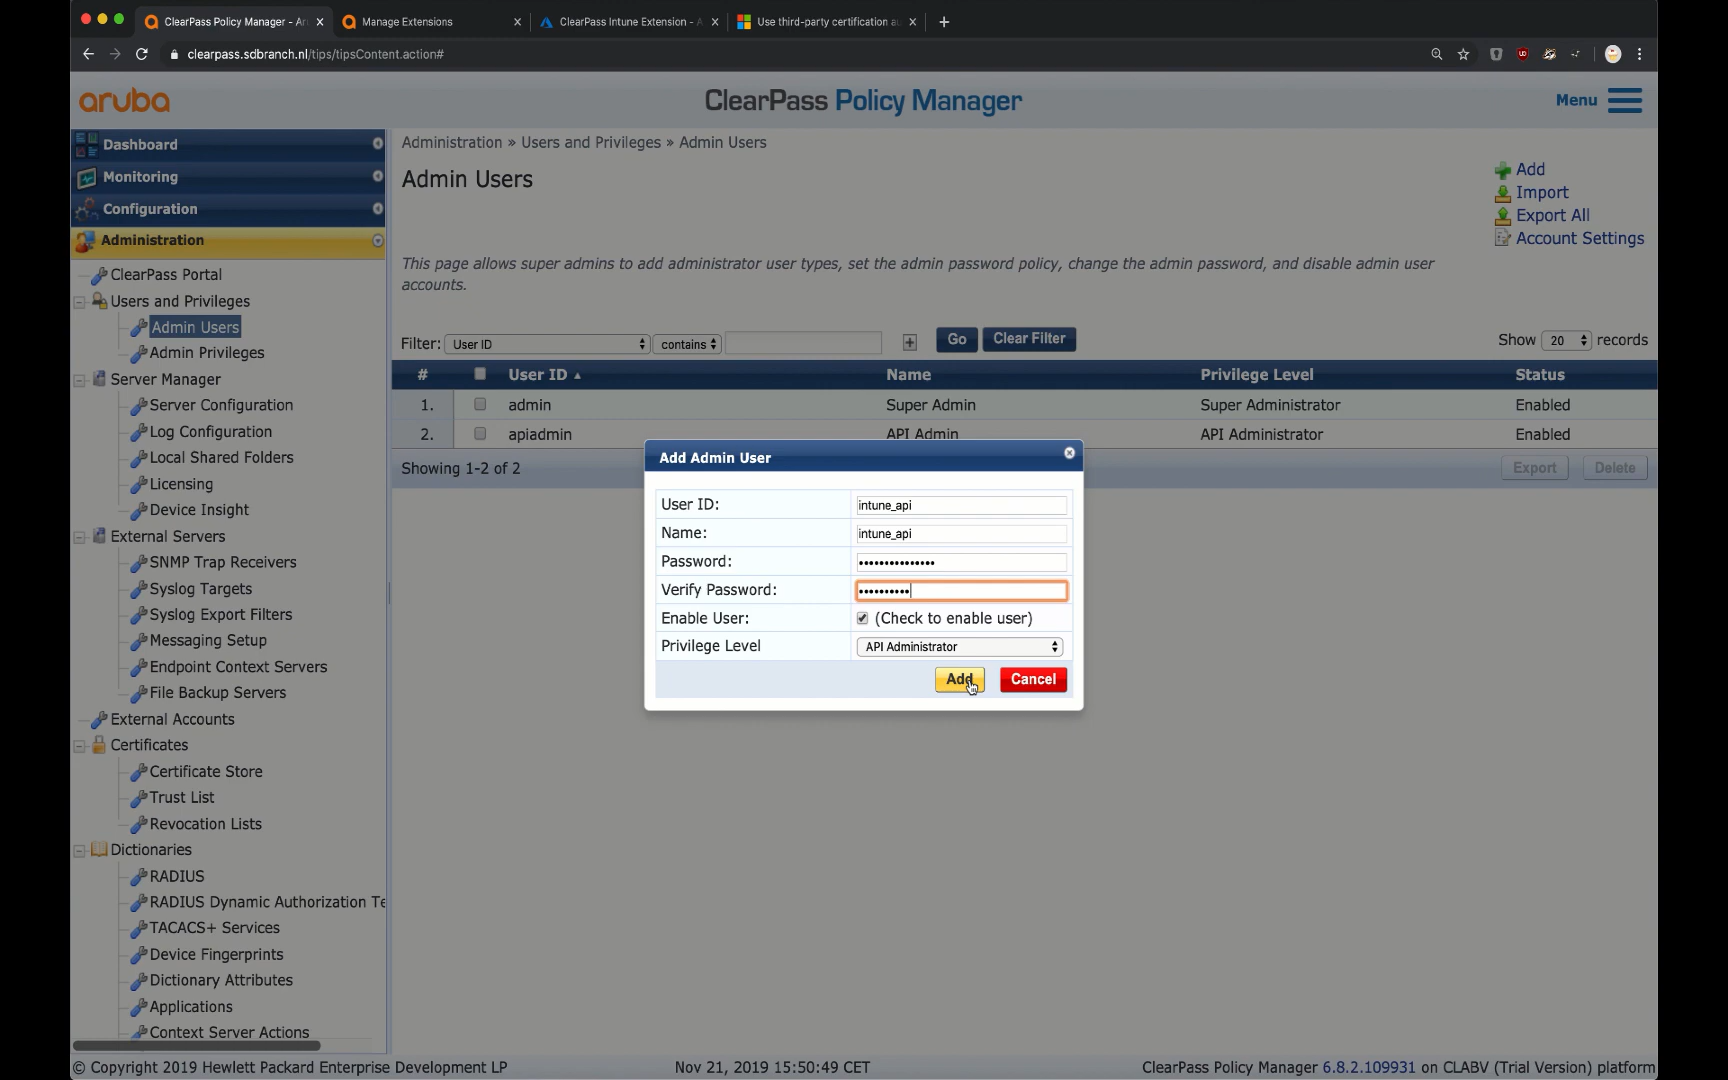 ClearPass Policy Manager - Ar
Manage Extensions
ClearPass Intune Extension - A
Use third-party certification au
clearpass.sdbranch.nl/tips/tipsContent.action#
aruba
ClearPass Policy Manager
Menu
Dashboard
Monitoring
Configuration
Administration
ClearPass Portal
Users and Privileges
Admin Users
Admin Privileges
Server Manager
Server Configuration
Log Configuration
Local Shared Folders
Licensing
Device Insight
External Servers
SNMP Trap Receivers
Syslog Targets
Syslog Export Filters
Messaging Setup
Endpoint Context Servers
File Backup Servers
External Accounts
Certificates
Certificate Store
Trust List
Revocation Lists
Dictionaries
RADIUS
RADIUS Dynamic Authorization Te
TACACS+ Services
Device Fingerprints
Dictionary Attributes
Applications
Context Server Actions
Administration » Users and Privileges » Admin Users
Admin Users
Add
Import
Export All
Account Settings
This page allows super admins to add administrator user types, set the admin password policy, change the admin password, and disable admin user
accounts.
Filter: User ID contains + Go Clear Filter Show 20 records
# User ID Name Privilege Level Status
1. admin Super Admin Super Administrator Enabled
2. apiadmin API Admin API Administrator Enabled
Showing 1-2 of 2 Export Delete
Add Admin User
User ID: intune_api
Name: intune_api
Password: •••••••••••••••
Verify Password: ••••••••••
Enable User: (Check to enable user)
Privilege Level API Administrator
Add Cancel
© Copyright 2019 Hewlett Packard Enterprise Development LP Nov 21, 2019 15:50:49 CET ClearPass Policy Manager 6.8.2.109931 on CLABV (Trial Version) platform